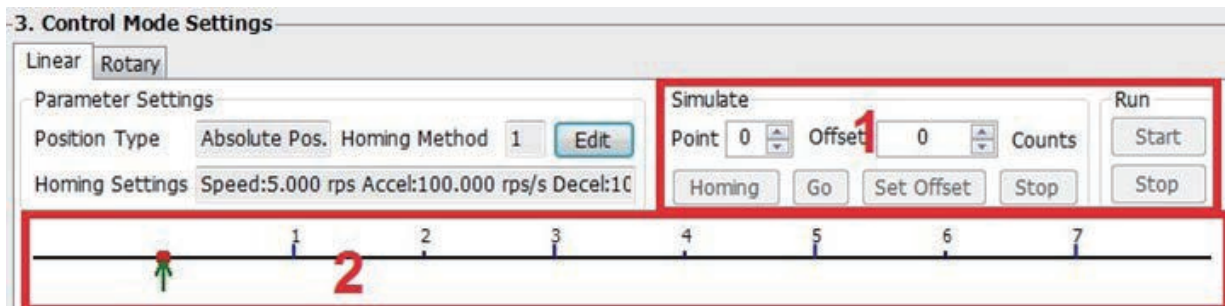 3. Control Mode Settings
Linear Rotary
Parameter Settings
Position Type Absolute Pos. Homing Method 1 Edit
Homing Settings Speed:5.000 rps Accel:100.000 rps/s Decel:10
Simulate
Point 0 Offset 0 Counts
1
Homing Go Set Offset Stop
Run
Start
Stop
1 2 3 4 5 6 7
2